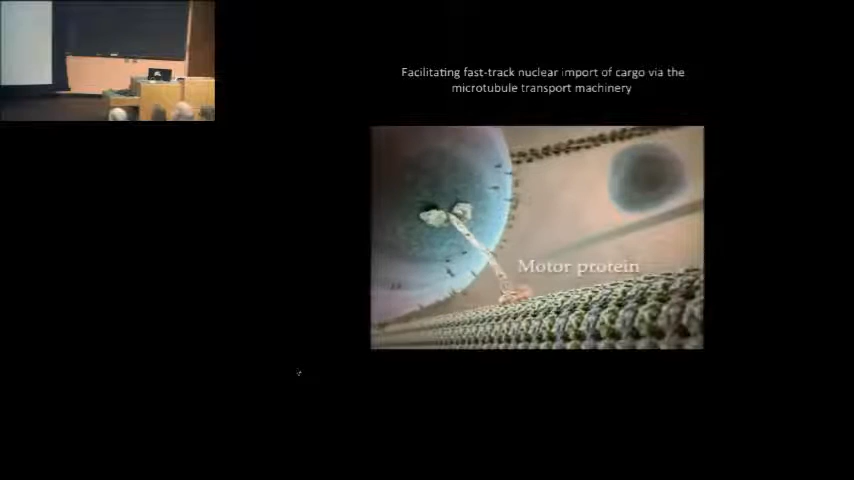 Facilitating fast-track nuclear import of cargo via the
microtubule transport machinery
Motor protein